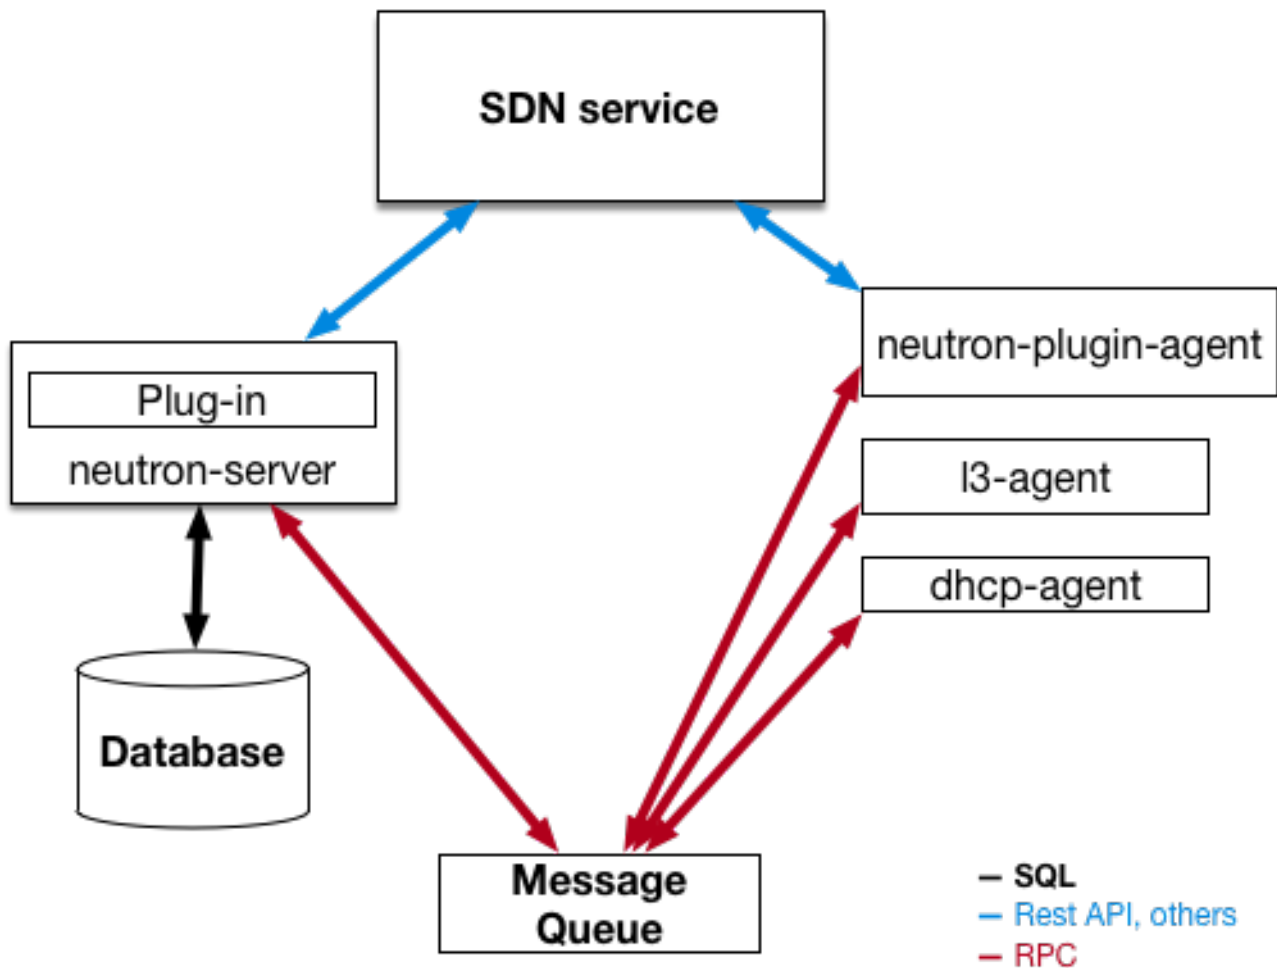 SDN service
neutron-plugin-agent
Plug-in
neutron-server
l3-agent
dhcp-agent
Database
Message
Queue
SQL
Rest API, others
RPC